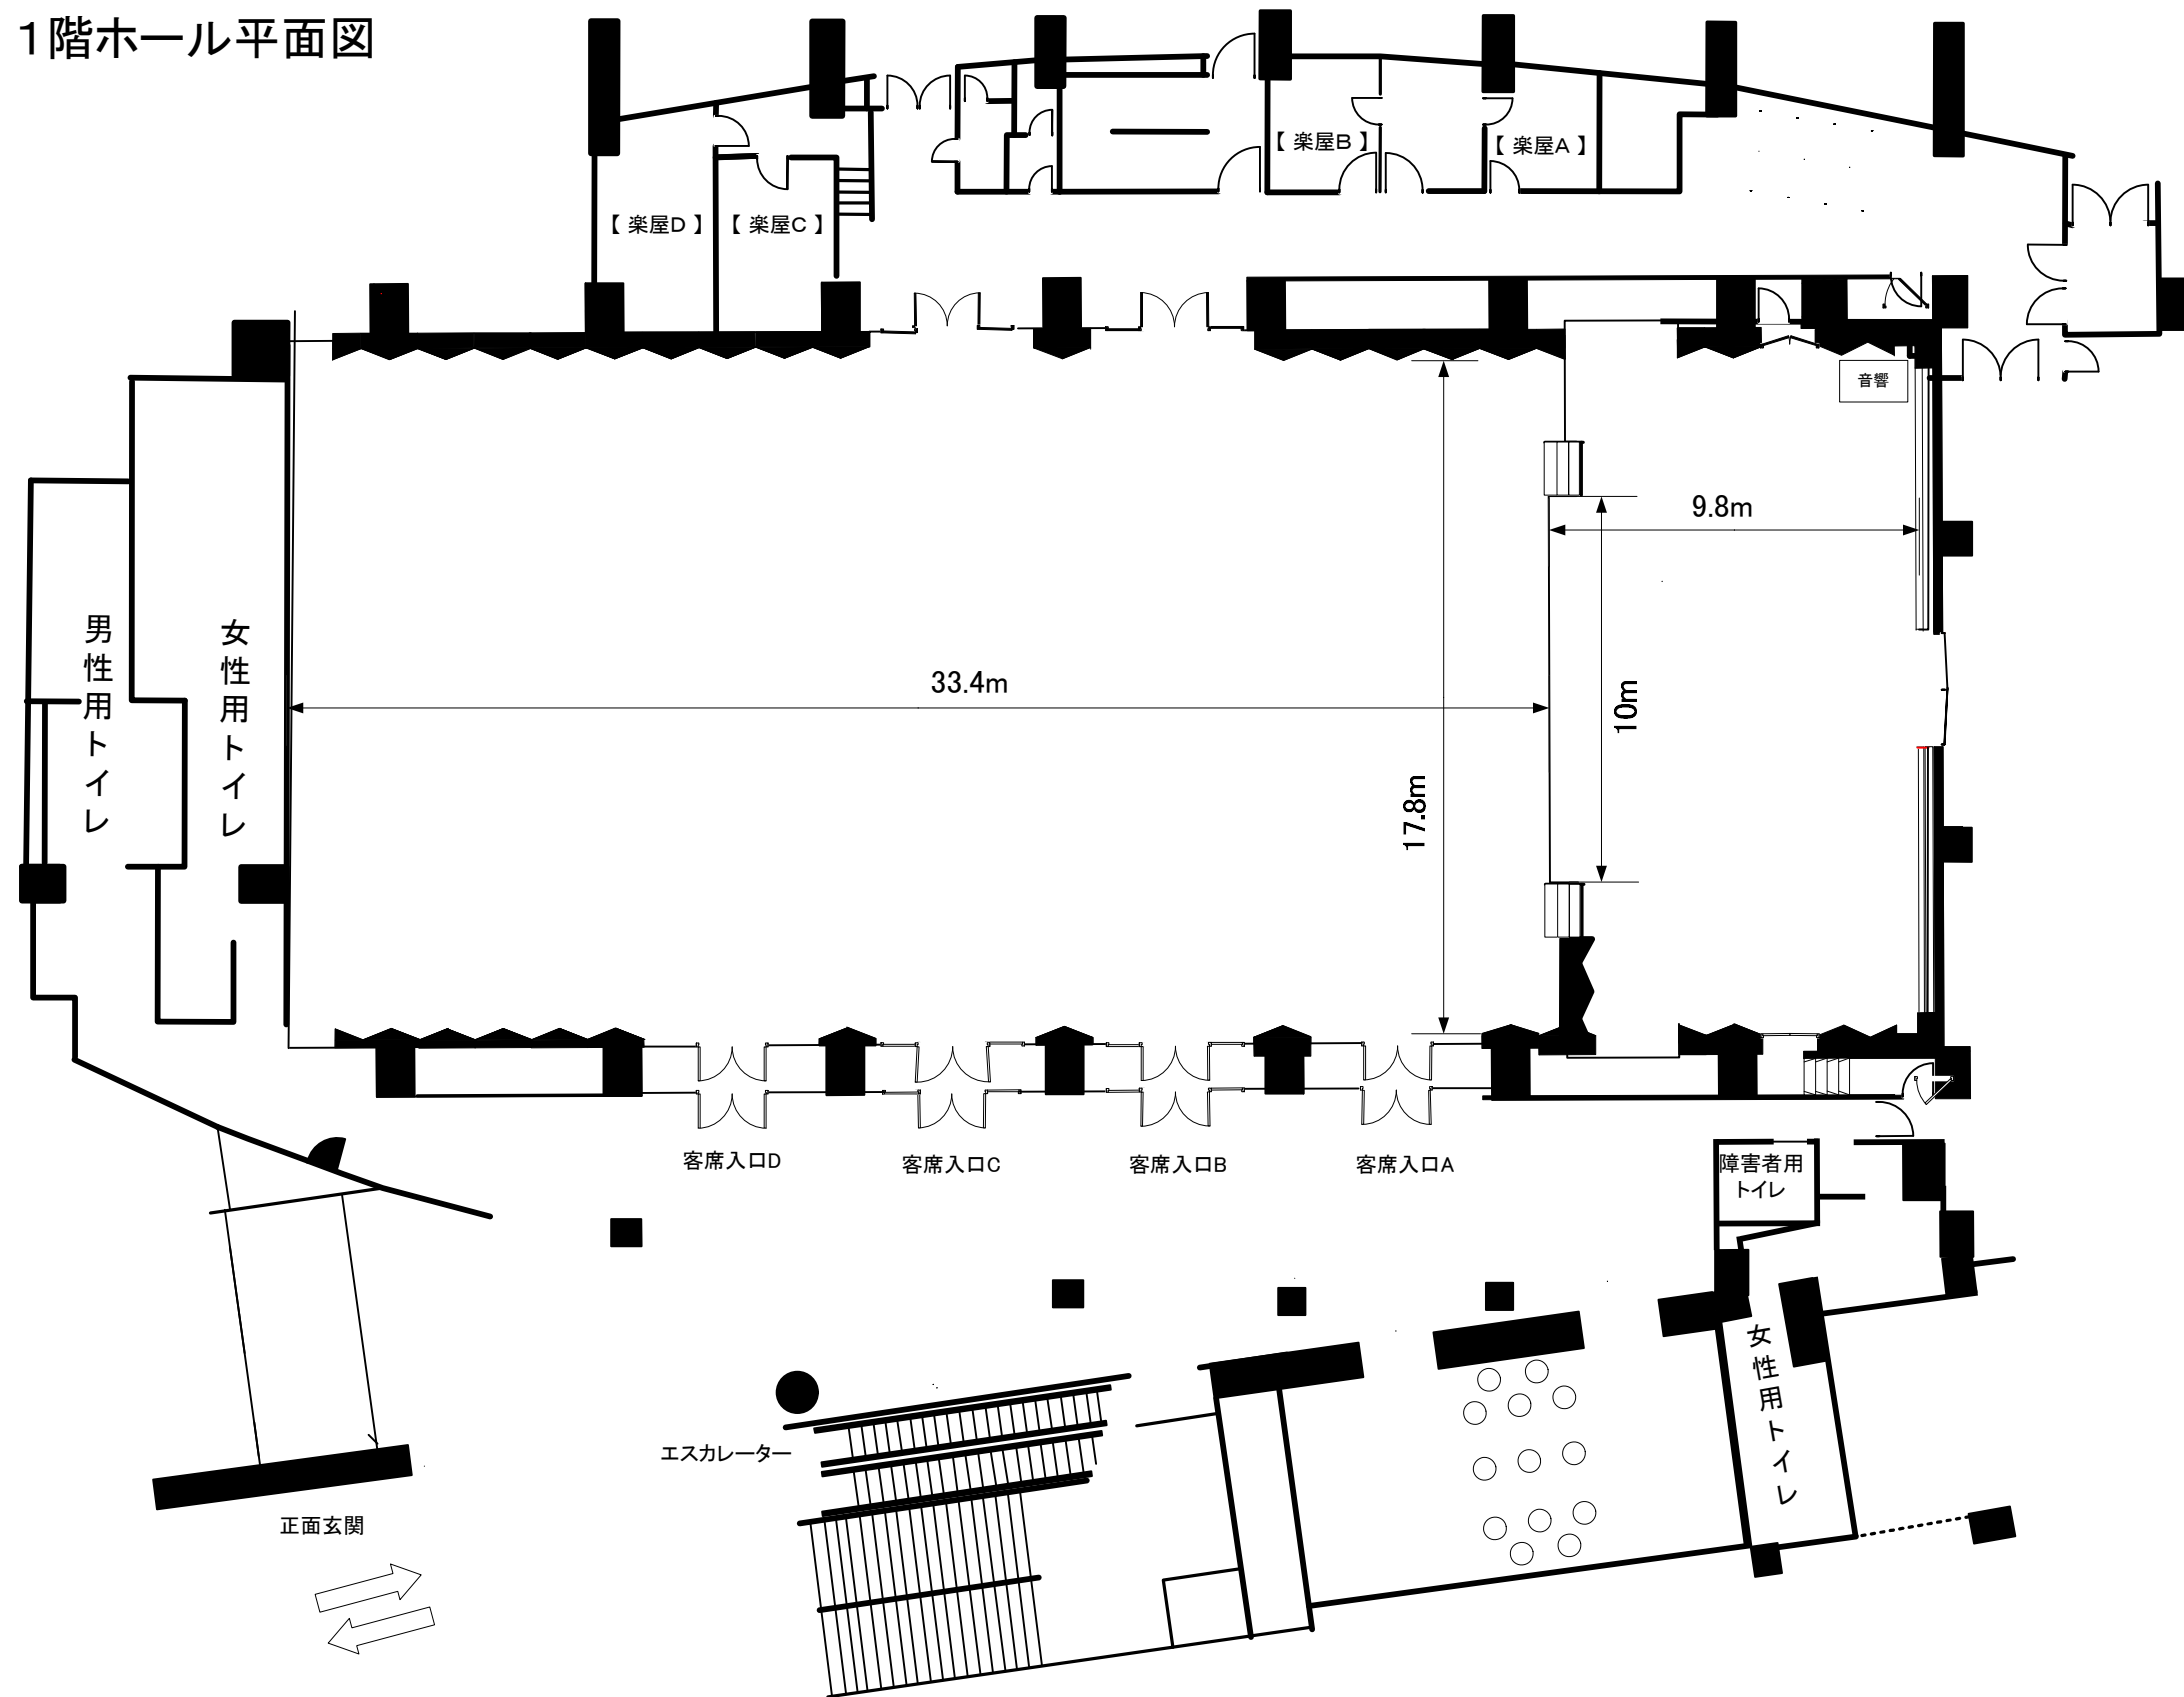 1階ホール平面図
【 楽屋B 】
【 楽屋A 】
【 楽屋D 】
【 楽屋C 】
音響
9.8m
男性用トイレ
女性用トイレ
33.4m
10m
17.8m
客席入口D
客席入口C
客席入口B
客席入口A
障害者用
トイレ
女性用トイレ
エスカレーター
正面玄関